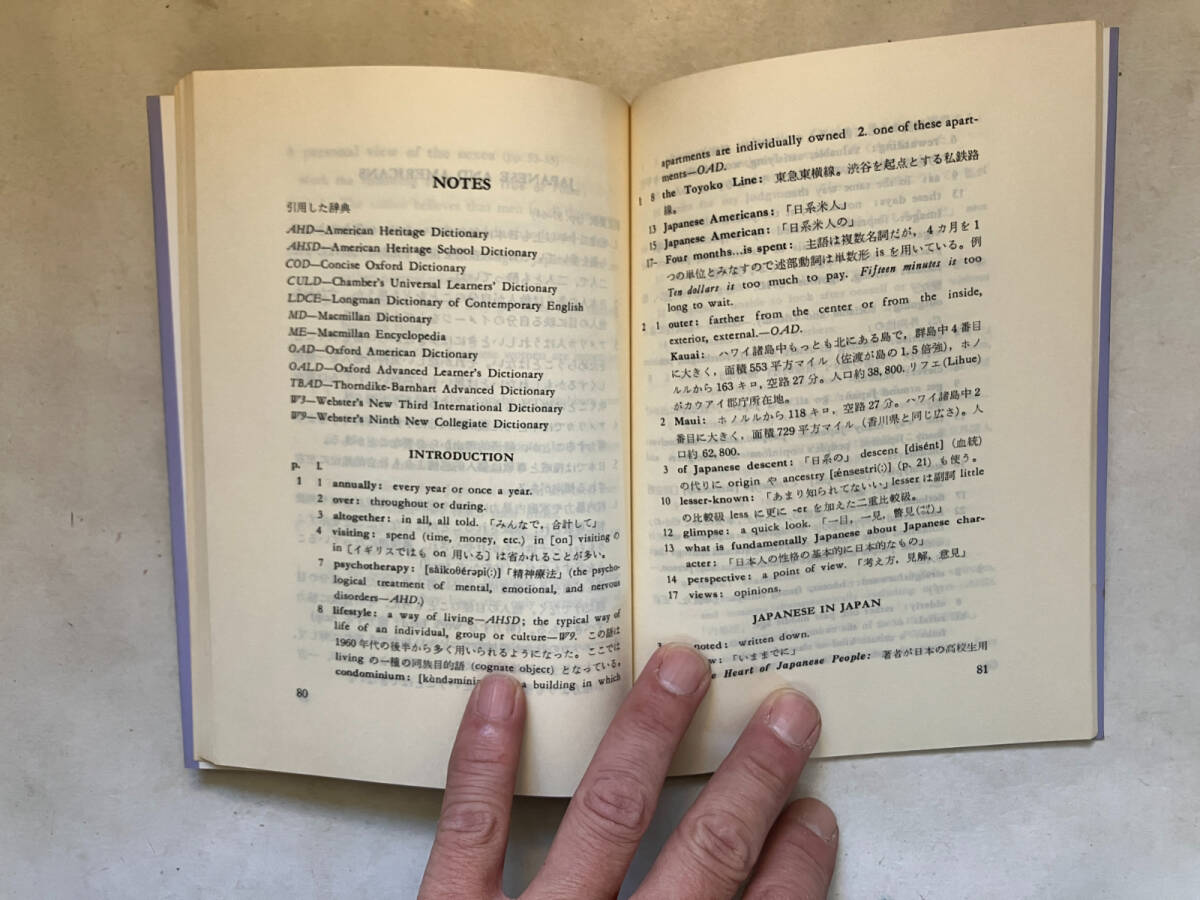 NOTES
引用した辞典
AHD—American Heritage Dictionary
AHSD—American Heritage School Dictionary
COD—Concise Oxford Dictionary
CULD—Chamber's Universal Learners' Dictionary
LDCE—Longman Dictionary of Contemporary English
MD—Macmillan Dictionary
ME—Macmillan Encyclopedia
OAD—Oxford American Dictionary
OALD—Oxford Advanced Learner's Dictionary
TBAD—Thorndike-Barnhart Advanced Dictionary
W3—Webster's New Third International Dictionary
W9—Webster's Ninth New Collegiate Dictionary
INTRODUCTION
p. l.
1 1 annually: every year or once a year.
2 over: throughout or during.
3 altogether: in all, all told. 「みんなで,合計して」
4 visiting: spend (time, money, etc.) in [on] visiting の
in [イギリスではも on 用いる] は省かれることが多い。
7 psychotherapy: [sàikoθérəpi(:)]「精神療法」(the psycho-
logical treatment of mental, emotional, and nervous
disorders—AHD.)
8 lifestyle: a way of living—AHSD; the typical way of
life of an individual, group or culture—W9. この語は
1960年代の後半から多く用いられるようになった。ここでは
living の一種の同族目的語 (cognate object) となっている。
condominium: a building in which
80
apartments are individually owned 2. one of these apart-
ments—OAD.
1 8 the Toyoko Line: 東急東横線。渋谷を起点とする私鉄路
線。
13 Japanese Americans: 「日系米人」
15 Japanese American: 「日系米人の」
17- Four months...is spent: 主語は複数名詞だが, 4カ月を1
つの単位とみなすので述部動詞は単数形 is を用いている。例
Ten dollars is too much to pay. Fifteen minutes is too
long to wait.
2 1 outer: farther from the center or from the inside,
exterior, external.—OAD.
Kauai: ハワイ諸島中もっとも北にある島で, 群島中4番目
に大きく, 面積553平方マイル (佐渡が島の1.5倍強), ホノ
ルルから163キロ, 空路27分。人口約38,800. リフエ (Lihue)
がカウアイ郡庁所在地。
2 Maui: ホノルルから118キロ, 空路27分。ハワイ諸島中2
番目に大きく, 面積729平方マイル (香川県と同じ広さ)。人
口約62,800.
3 of Japanese descent: 「日系の」 descent [disént] (血統)
の代りに origin や ancestry [ǽnsestri(:)] (p. 21) も使う。
10 lesser-known: 「あまり知られてない」 lesser は副詞 little
の比較級 less に更に -er を加えた二重比較級。
12 glimpse: a quick look. 「一目, 一見, 瞥見(べっけん)」
13 what is fundamentally Japanese about Japanese char-
acter: 「日本人の性格の基本的に日本的なもの」
14 perspective: a point of view. 「考え方, 見解, 意見」
17 views: opinions.
JAPANESE IN JAPAN
noted: written down.
「いままでに」
Heart of Japanese People: 著者が日本の高校生用
81